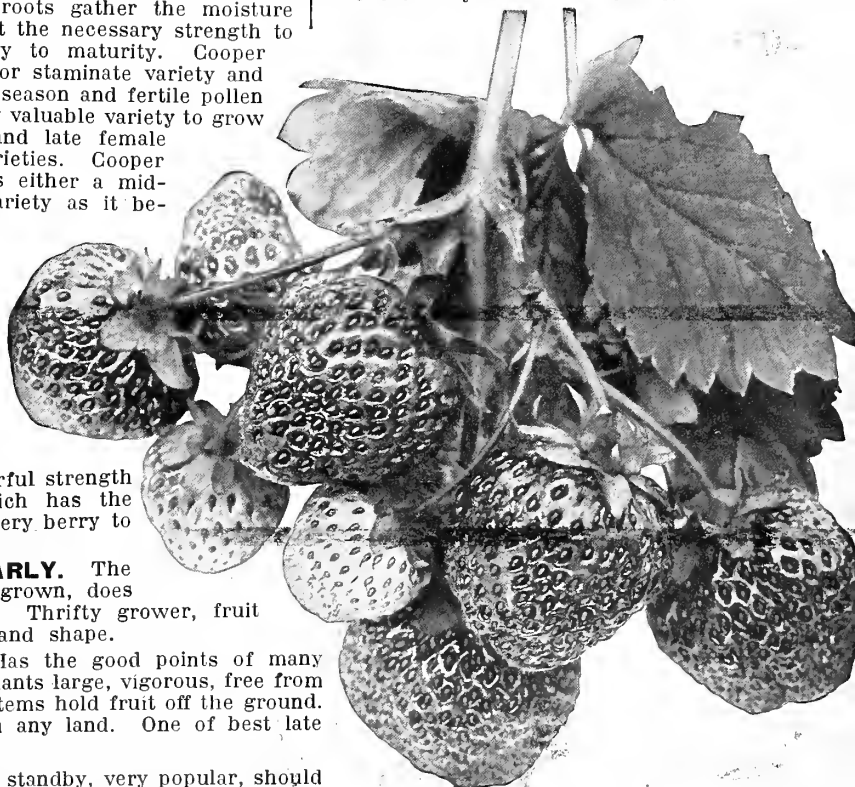 roots gather the moisture
t the necessary strength to
y to maturity. Cooper
or staminate variety and
season and fertile pollen
valuable variety to grow
and late female
rieties. Cooper
s either a mid-
ariety as it be-
rful strength
ich has the
ery berry to
ARLY. The
grown, does
Thrifty grower, fruit
and shape.
Has the good points of many
lants large, vigorous, free from
tems hold fruit off the ground.
any land. One of best late
standby, very popular, should